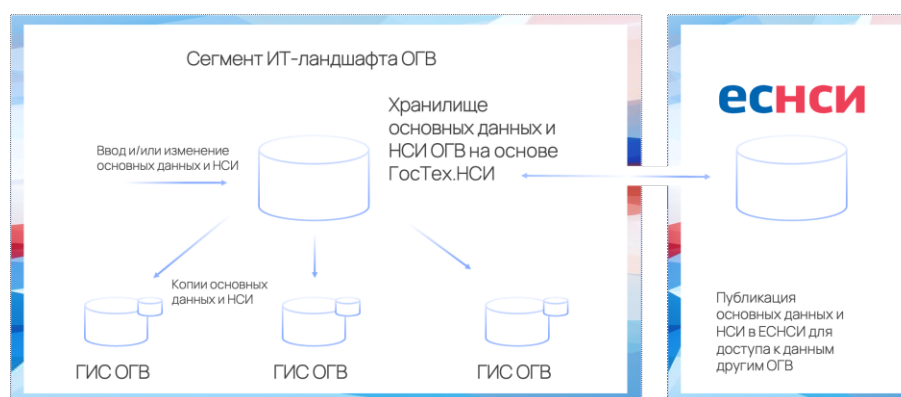 Сегмент ИТ-ландшафта ОГВ
Хранилище
основных данных и
НСИ ОГВ на основе
ГосТех.НСИ
Ввод и/или изменение
основных данных и НСИ
Копии основных
данных и НСИ
ГИС ОГВ
ГИС ОГВ
ГИС ОГВ
еснси
Публикация
основных данных и
НСИ в ЕСНСИ для
доступа к данным
другим ОГВ